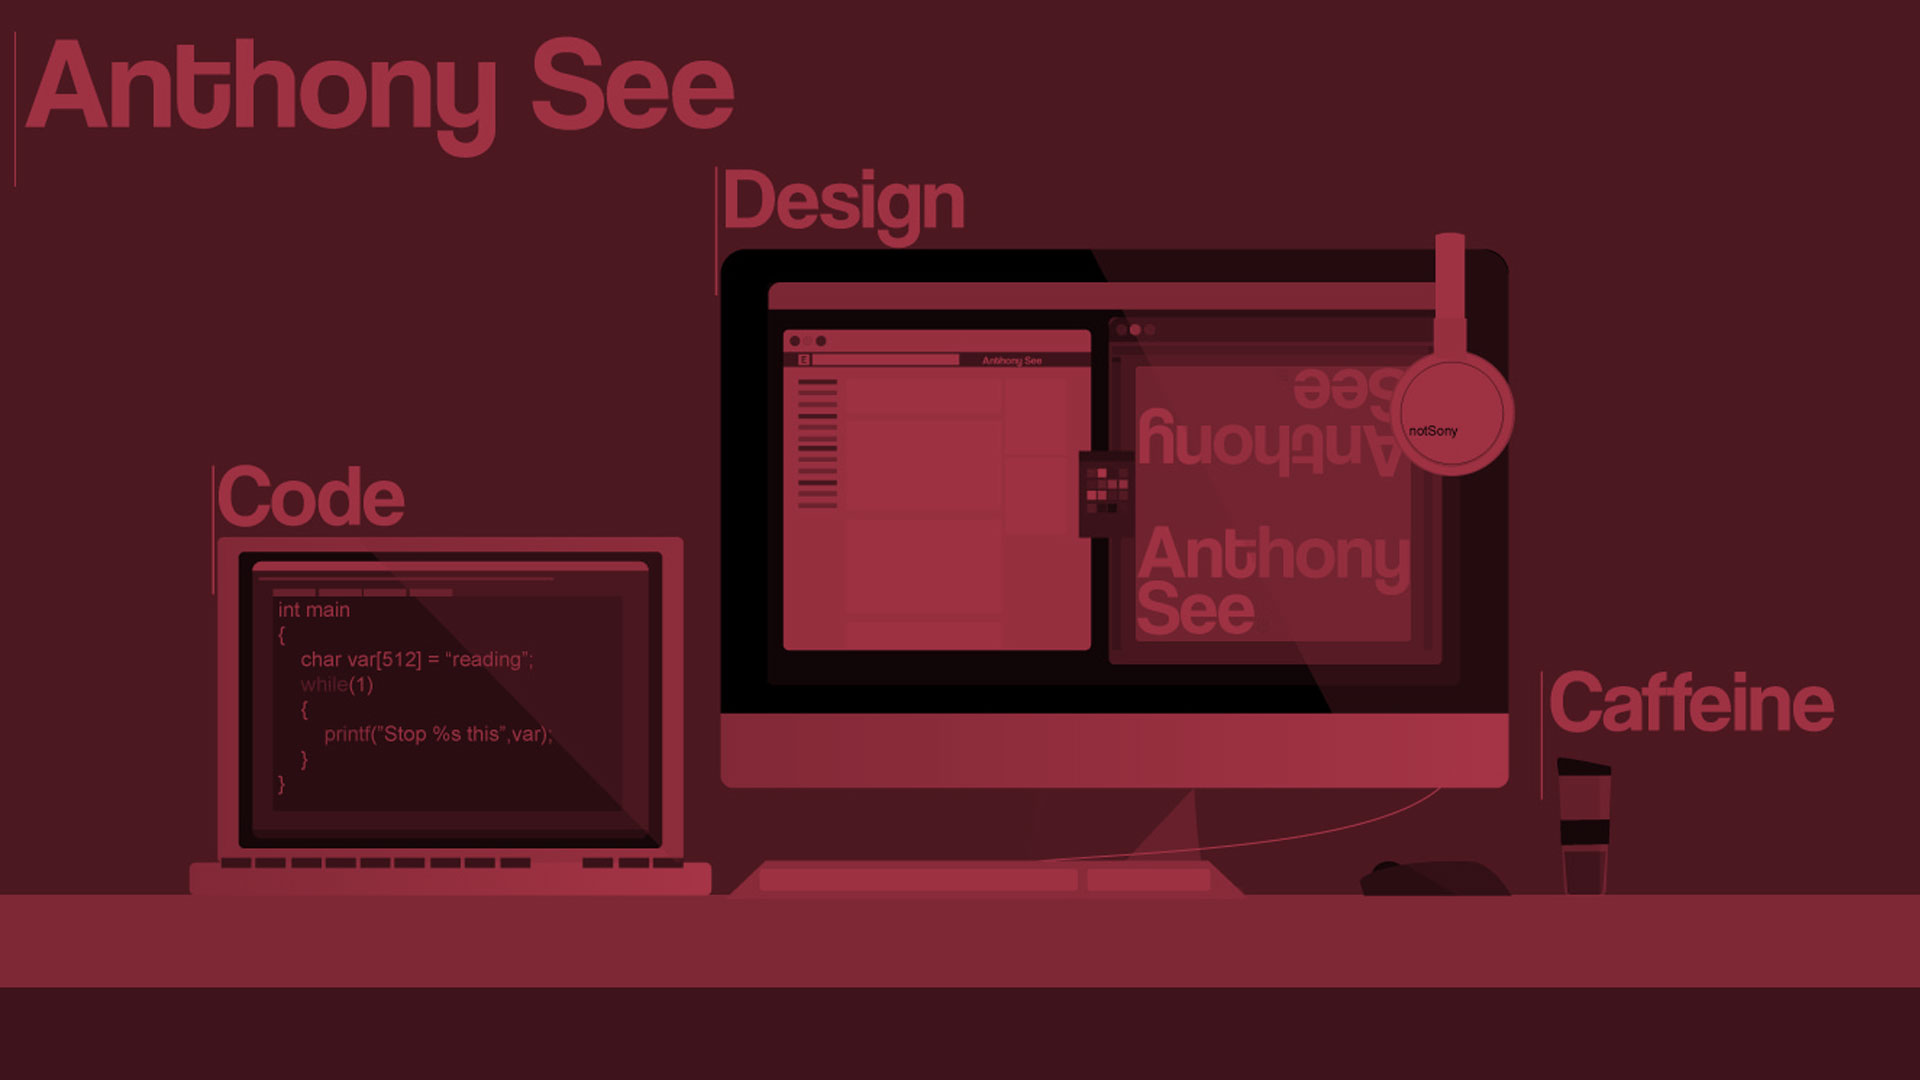 Anthony See
Design
Code
int main
{
char var[512] = “reading”;
while(1)
{
printf(”Stop %s this”,var);
}
}
E
Anthony See
Anthony
See
Anthony
See
notSony
Caffeine